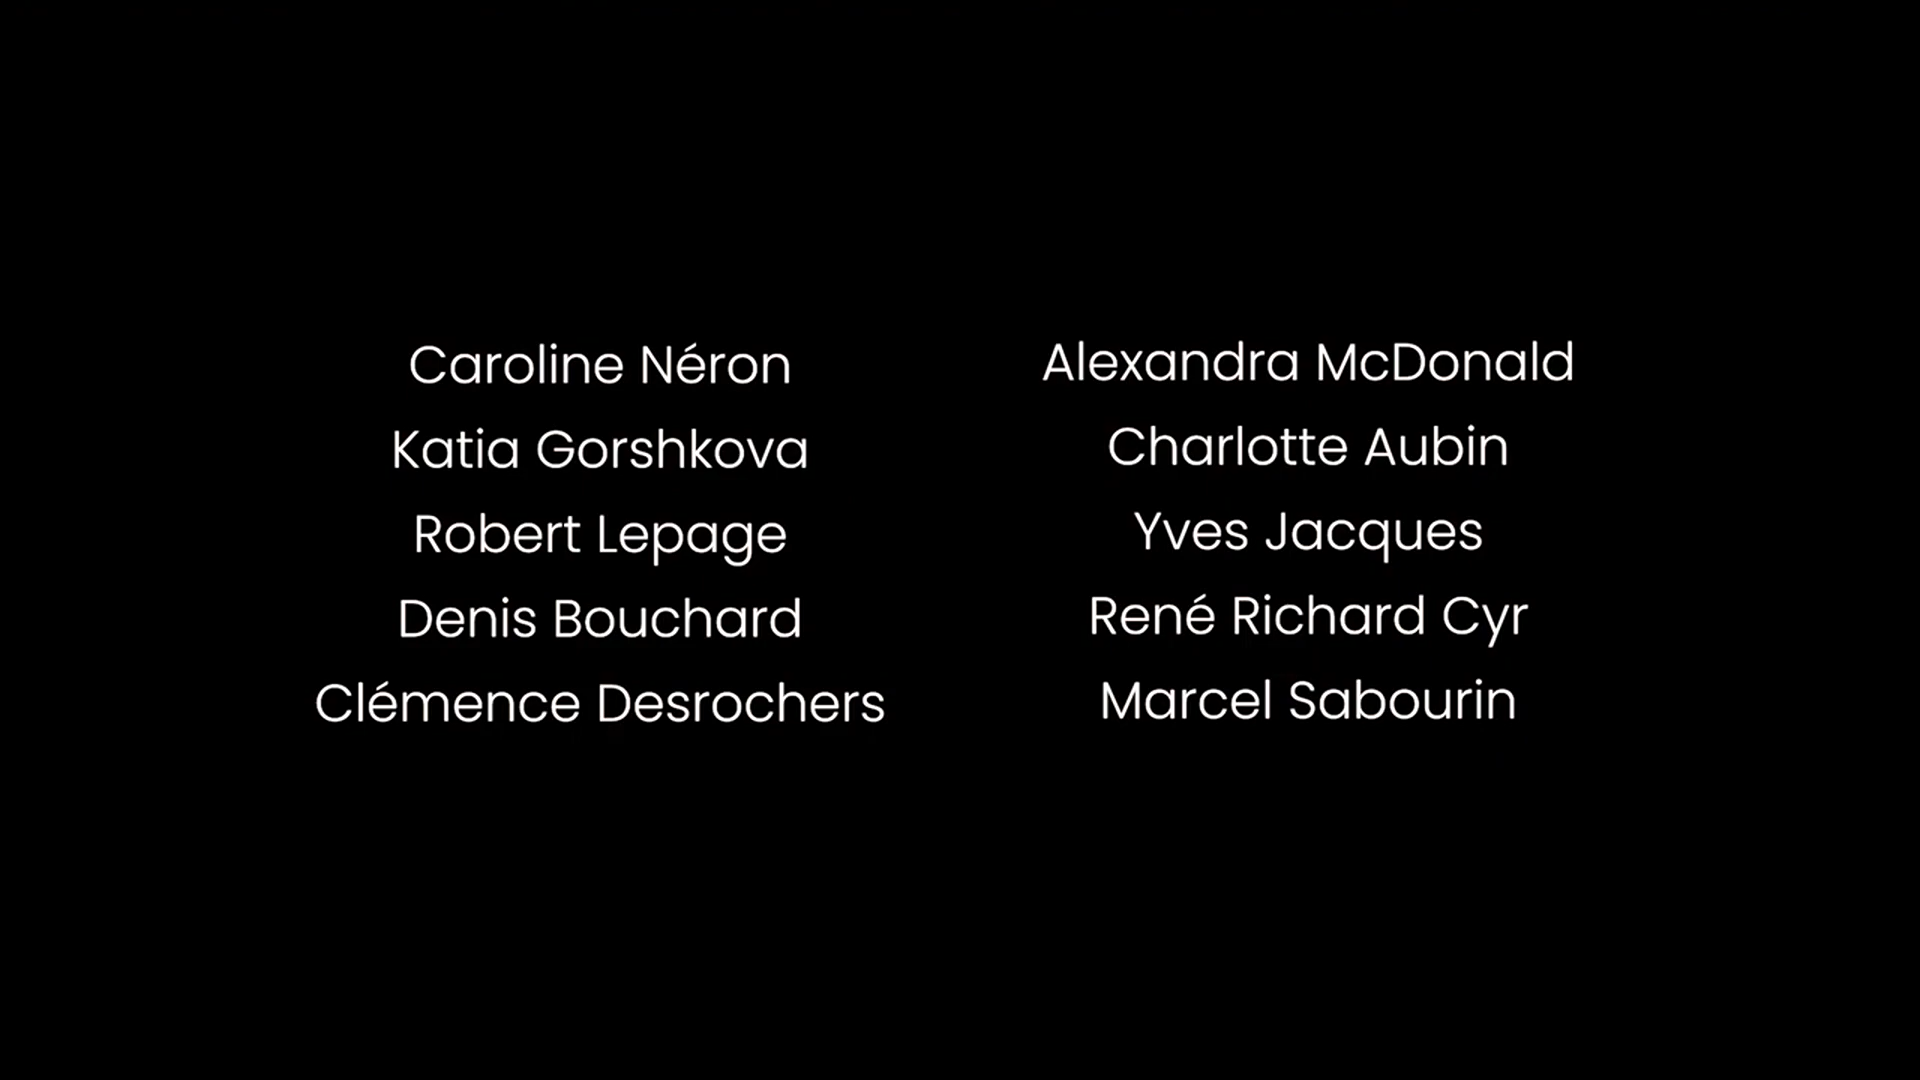 Caroline Néron
Katia Gorshkova
Robert Lepage
Denis Bouchard
Clémence Desrochers
Alexandra McDonald
Charlotte Aubin
Yves Jacques
René Richard Cyr
Marcel Sabourin